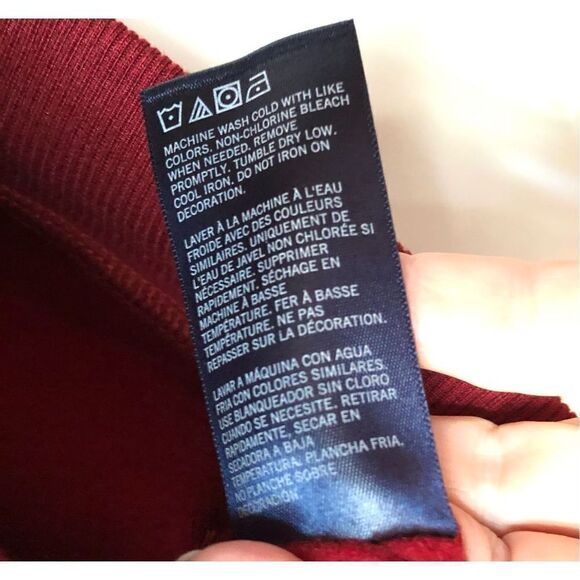 MACHINE WASH COLD WITH LIKE
COLORS. NON-CHLORINE BLEACH
WHEN NEEDED. REMOVE
PROMPTLY. TUMBLE DRY LOW.
COOL IRON. DO NOT IRON ON
DECORATION.
LAVER À LA MACHINE À L'EAU
FROIDE AVEC DES COULEURS
SIMILAIRES. UNIQUEMENT DE
L'EAU DE JAVEL NON CHLORÉE SI
NÉCESSAIRE. SUPPRIMER
RAPIDEMENT. SÉCHAGE EN
MACHINE À BASSE
TEMPÉRATURE. FER À BASSE
TEMPÉRATURE. NE PAS
REPASSER SUR LA DÉCORATION.
LAVAR A MÁQUINA CON AGUA
FRIA CON COLORES SIMILARES.
USE BLANQUEADOR SIN CLORO
CUANDO SE NECESITE. RETIRAR
RAPIDAMENTE, SECAR EN
SECADORA A BAJA
TEMPERATURA. PLANCHA FRIA.
NO PLANCHE SOBRE
DECORACIÓN.